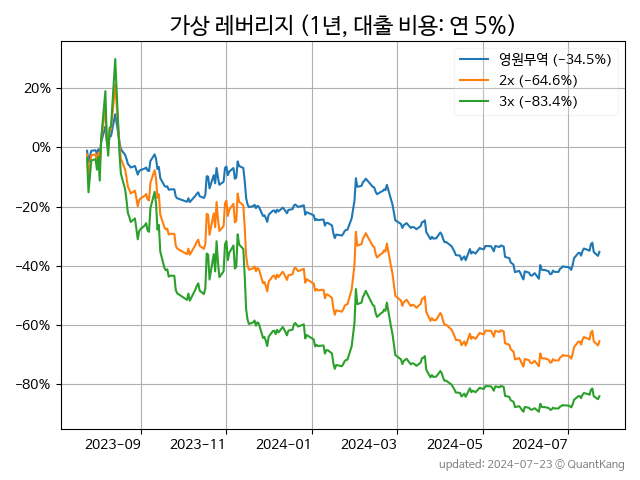 가상 레버리지 (1년, 대출 비용: 연 5%)
영원무역 (−34.5%)
2x (−64.6%)
3x (−83.4%)
20%
0%
−20%
−40%
−60%
−80%
2023-09
2023-11
2024-01
2024-03
2024-05
2024-07
updated: 2024-07-23 © QuantKang